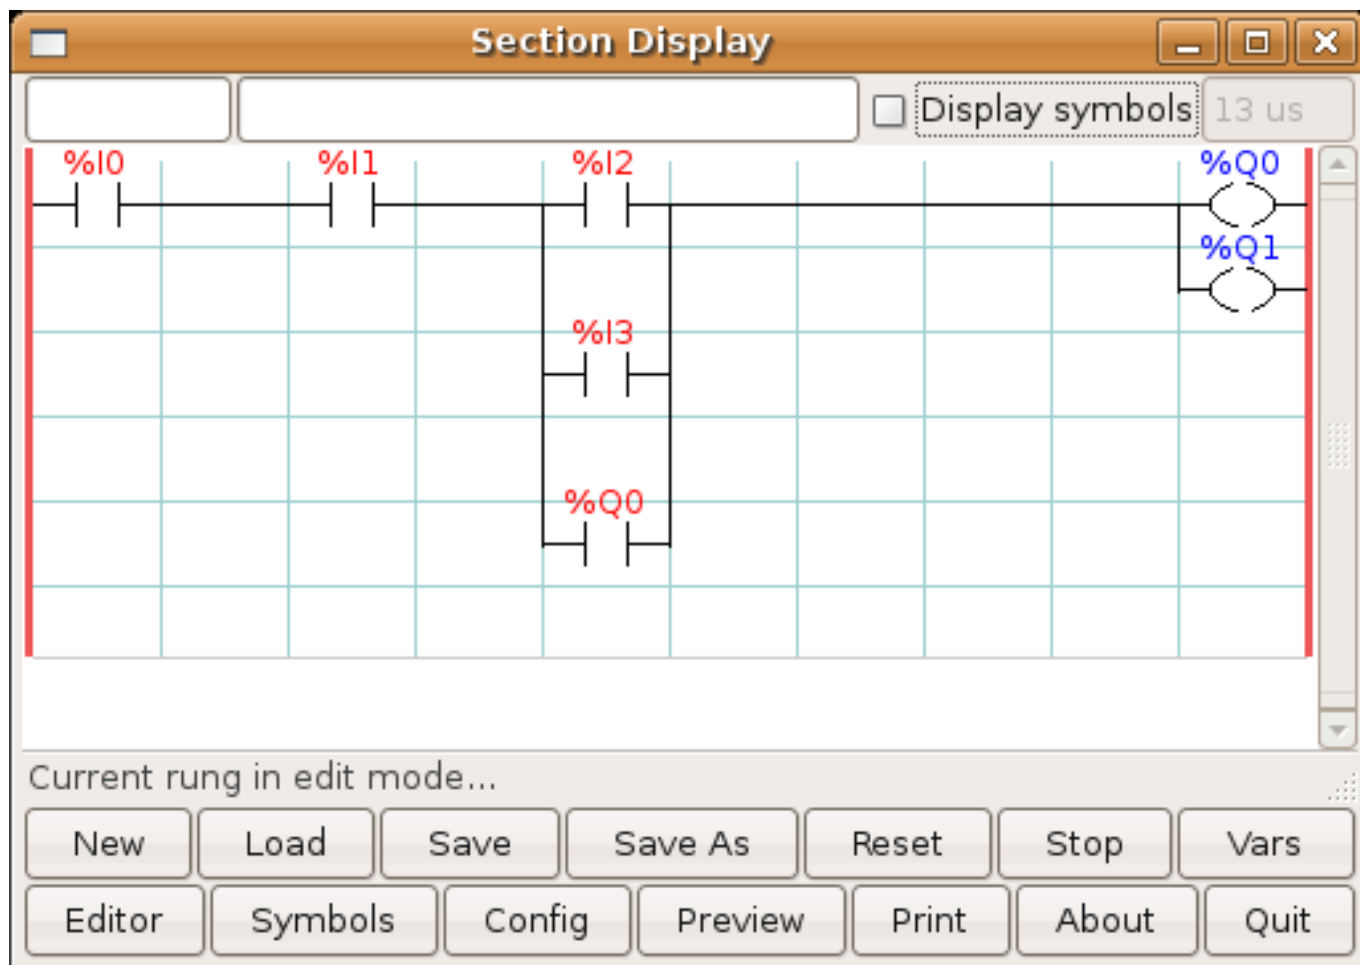 Section Display
Display symbols 13 us
%I0 %I1 %I2 %Q0
%Q1
%I3
%Q0
Current rung in edit mode...
New Load Save Save As Reset Stop Vars
Editor Symbols Config Preview Print About Quit